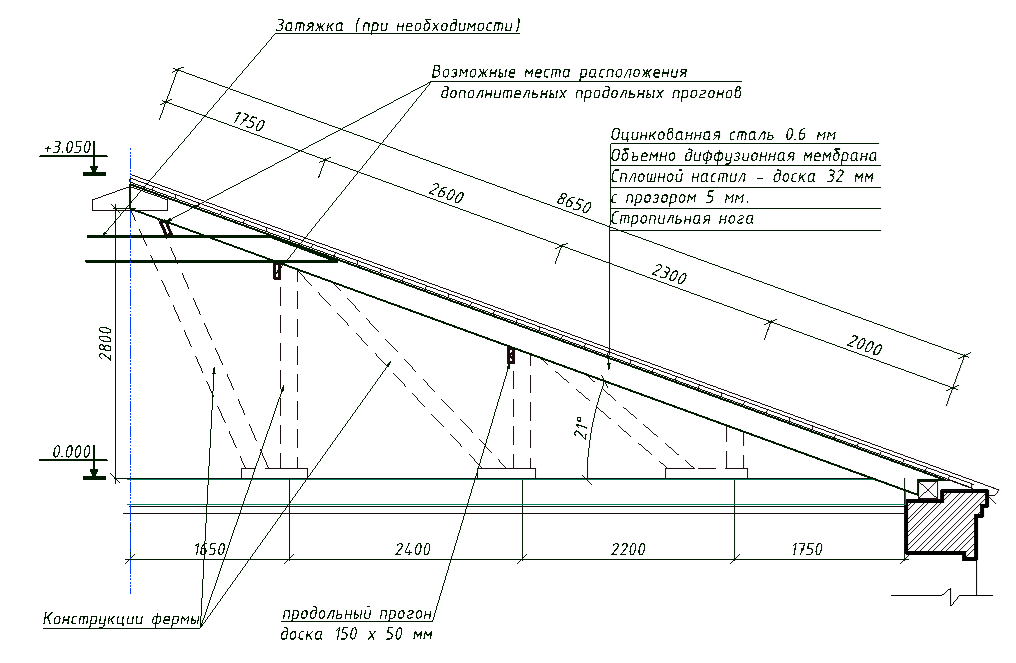 Затяжка (при необходимости)
Возможные места расположения
дополнительных продольных прогонов
Оцинкованная сталь 0.6 мм
Объемно диффузионная мембрана
Сплошной настил - доска 32 мм
с прозором 5 мм.
Стропильная нога
+3.050
1750
2600
8650
2300
2000
2800
21°
0.000
1650
2400
2200
1750
Конструкции фермы
продольный прогон
доска 150 х 50 мм